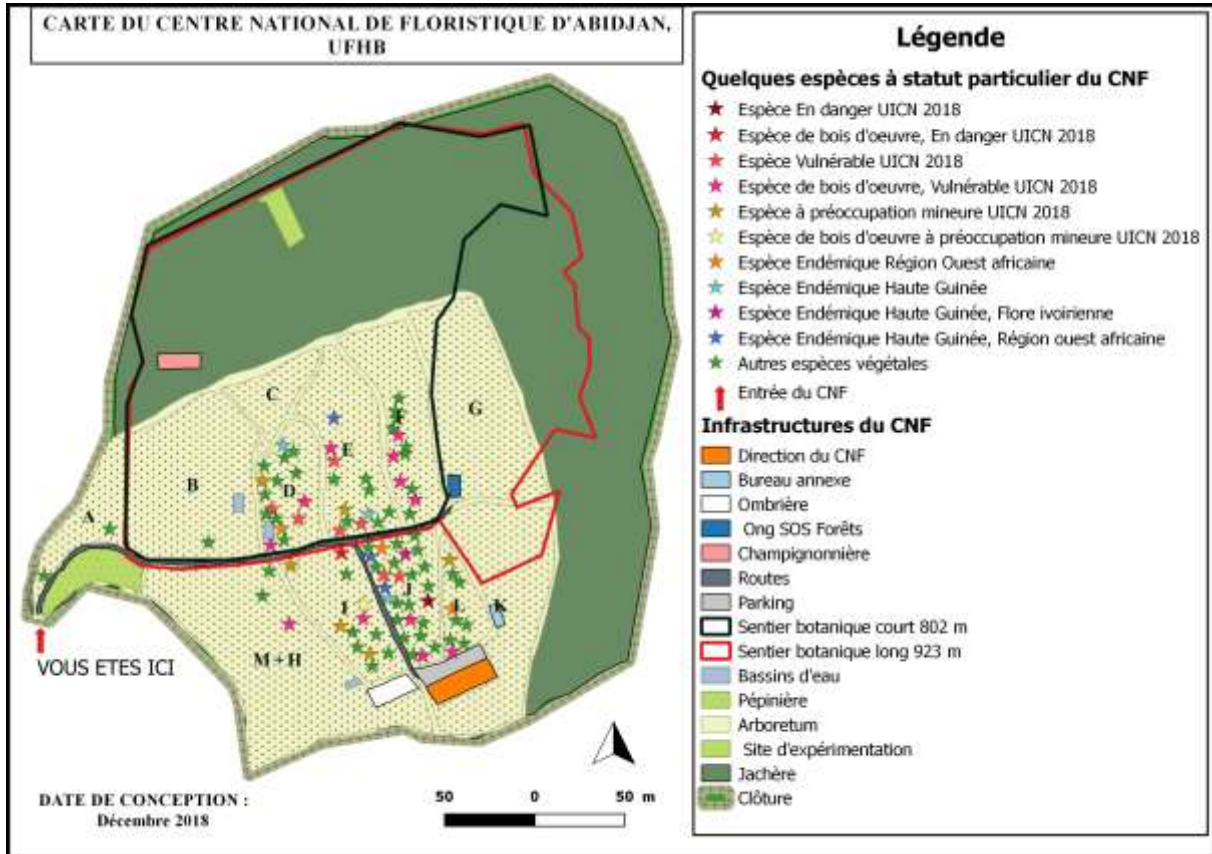 CARTE DU CENTRE NATIONAL DE FLORISTIQUE D'ABIDJAN,
UFHB
C
F
G
E
B
D
A
J
I
L
K
M + H
VOUS ETES ICI
DATE DE CONCEPTION :
Décembre 2018
50 0 50 m
Légende
Quelques espèces à statut particulier du CNF
Espèce En danger UICN 2018
Espèce de bois d'oeuvre, En danger UICN 2018
Espèce Vulnérable UICN 2018
Espèce de bois d'oeuvre, Vulnérable UICN 2018
Espèce à préoccupation mineure UICN 2018
Espèce de bois d'oeuvre à préoccupation mineure UICN 2018
Espèce Endémique Région Ouest africaine
Espèce Endémique Haute Guinée
Espèce Endémique Haute Guinée, Flore ivoirienne
Espèce Endémique Haute Guinée, Région ouest africaine
Autres espèces végétales
Entrée du CNF
Infrastructures du CNF
Direction du CNF
Bureau annexe
Ombrière
Ong SOS Forêts
Champignonnière
Routes
Parking
Sentier botanique court 802 m
Sentier botanique long 923 m
Bassins d'eau
Pépinière
Arboretum
Site d'expérimentation
Jachère
Clôture